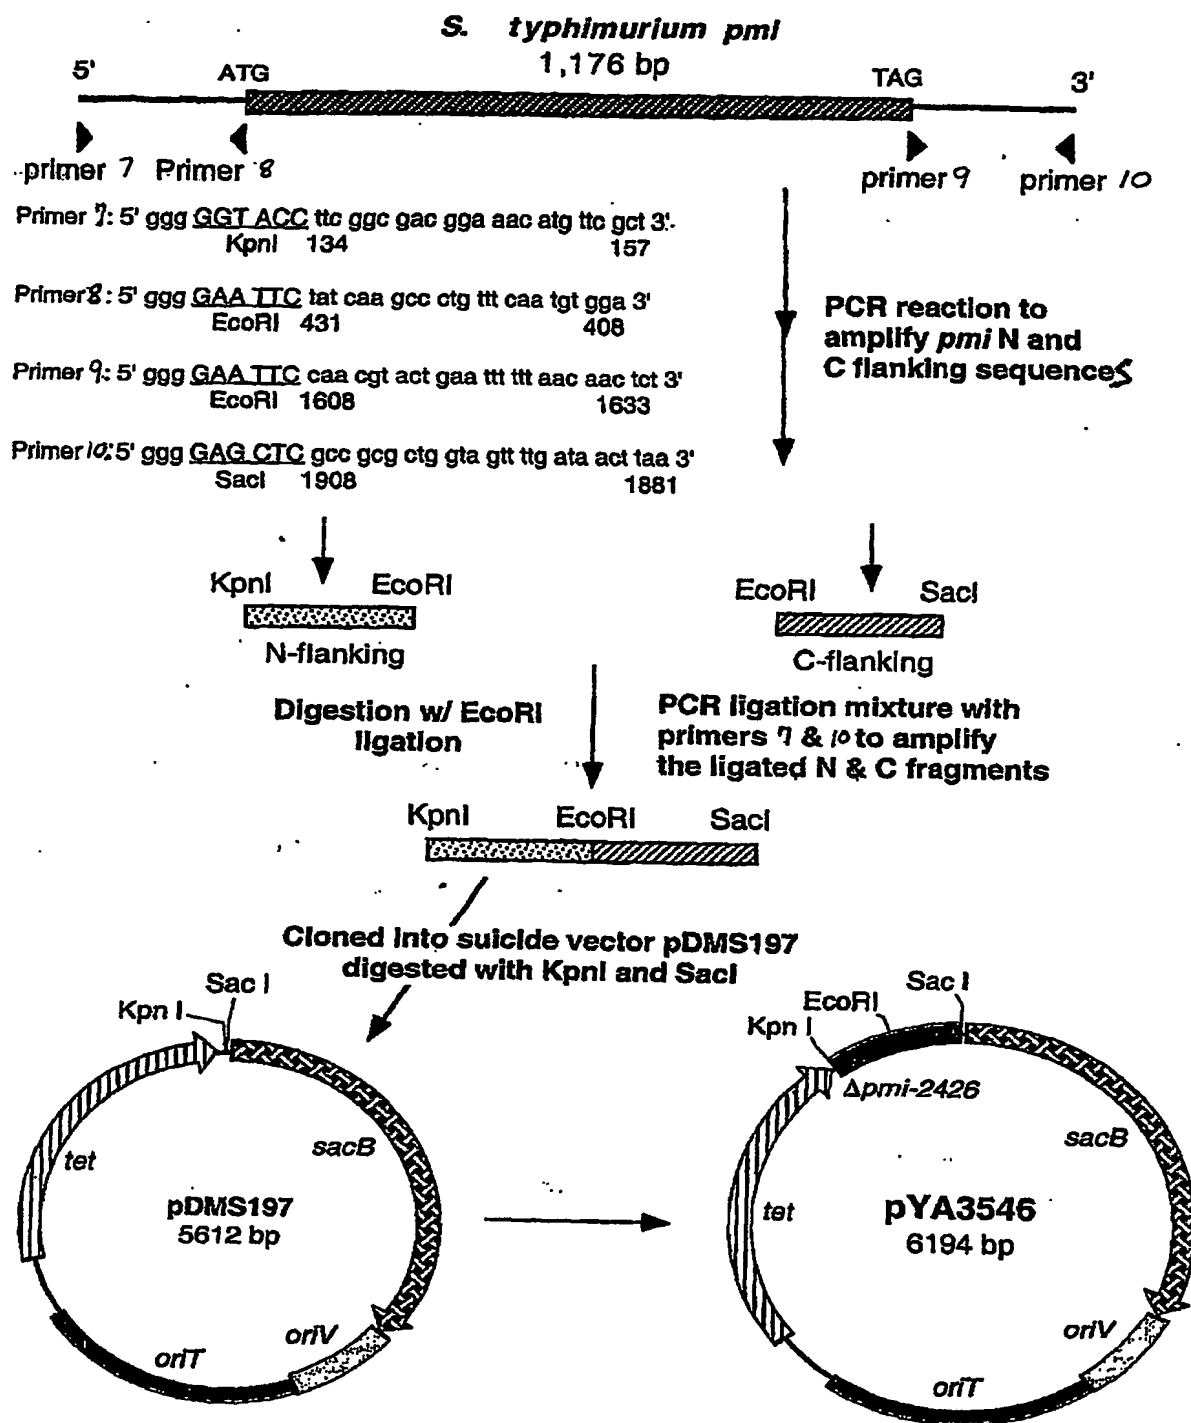 S. typhimurium pmi
1,176 bp
5'
ATG
TAG
3'
primer 7
Primer 8
primer 9
primer 10
Primer 7: 5' ggg GGT ACC ttc ggc gac gga aac atg ttc gct 3'
KpnI 134 157
Primer 8: 5' ggg GAA TTC tat caa gcc ctg ttt caa tgt gga 3'
EcoRI 431 408
Primer 9: 5' ggg GAA TTC caa cgt act gaa ttt ttt aac aac tct 3'
EcoRI 1608 1633
Primer 10: 5' ggg GAG CTC gcc gcg ctg gta gtt ttg ata act taa 3'
SacI 1908 1881
PCR reaction to
amplify pmi N and
C flanking sequences
KpnI EcoRI
N-flanking
EcoRI SacI
C-flanking
Digestion w/ EcoRI
ligation
PCR ligation mixture with
primers 7 & 10 to amplify
the ligated N & C fragments
KpnI EcoRI SacI
Cloned into suicide vector pDMS197
digested with KpnI and SacI
Kpn I
Sac I
tet
sacB
pDMS197
5612 bp
oriV
oriT
Kpn I
EcoRI
Sac I
Δpmi-2426
sacB
tet
pYA3546
6194 bp
oriV
oriT